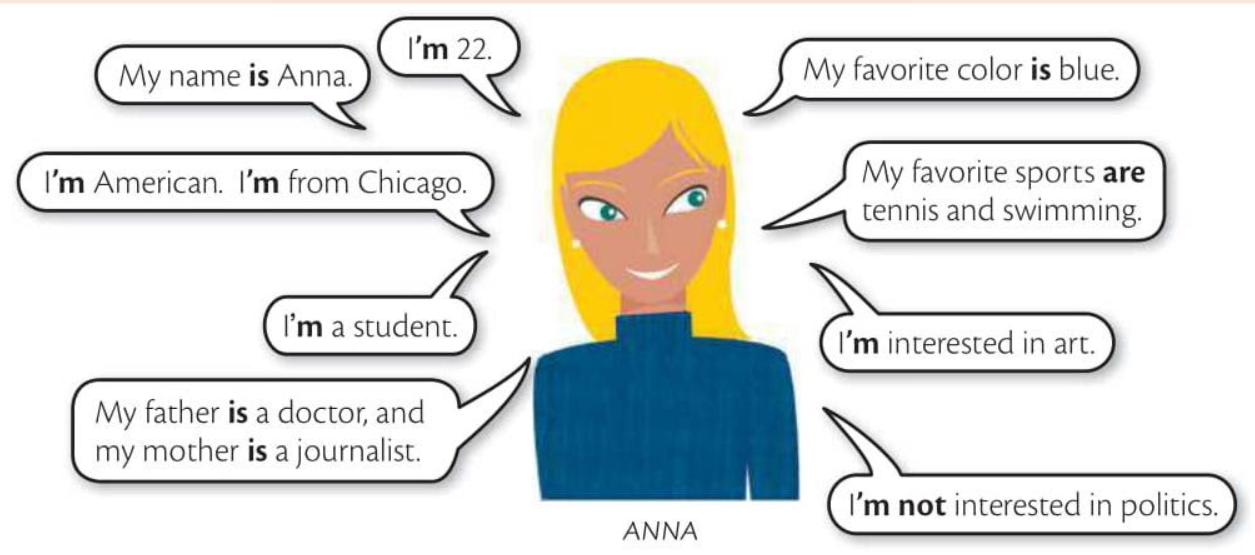 My name is Anna.
I'm 22.
I'm American.  I'm from Chicago.
I'm a student.
My father is a doctor, and
my mother is a journalist.
My favorite color is blue.
My favorite sports are
tennis and swimming.
I'm interested in art.
I'm not interested in politics.
ANNA